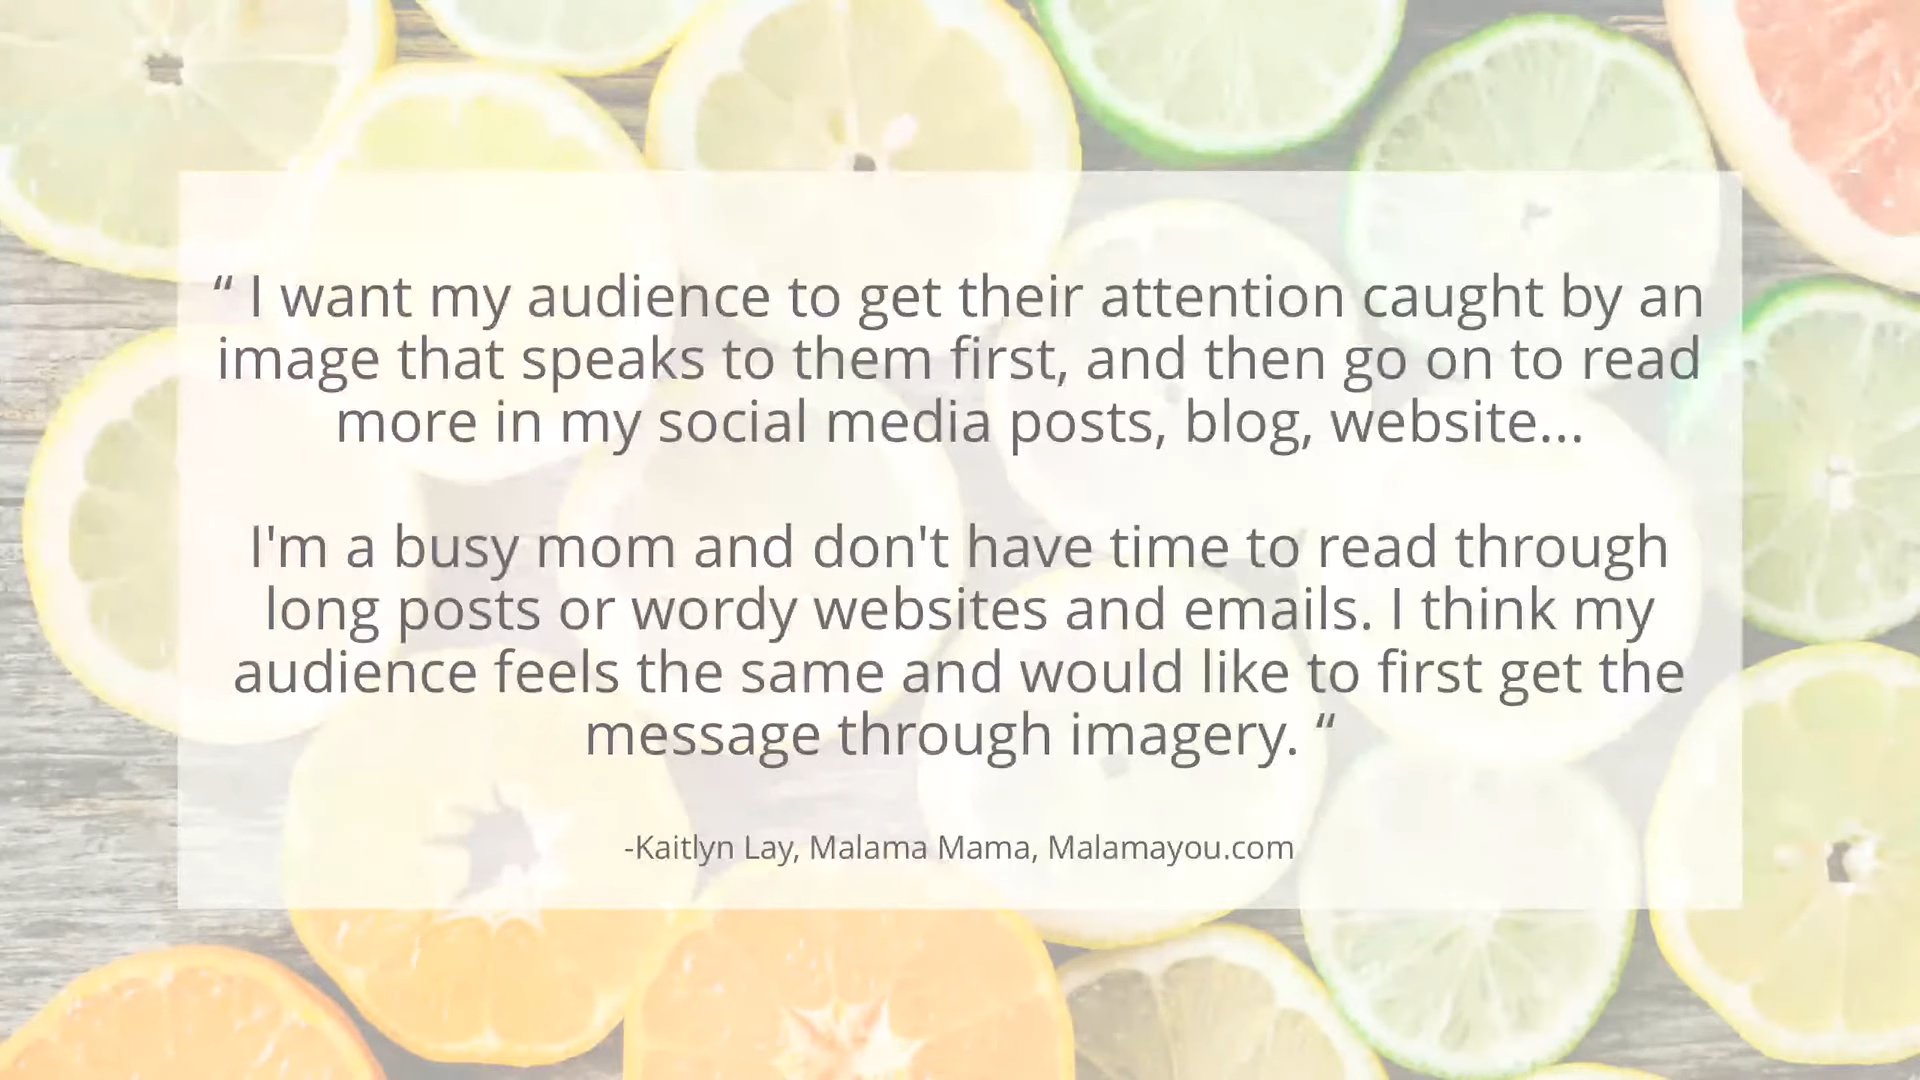 “ I want my audience to get their attention caught by an
image that speaks to them first, and then go on to read
more in my social media posts, blog, website...
I'm a busy mom and don't have time to read through
long posts or wordy websites and emails. I think my
audience feels the same and would like to first get the
message through imagery. “
-Kaitlyn Lay, Malama Mama, Malamayou.com